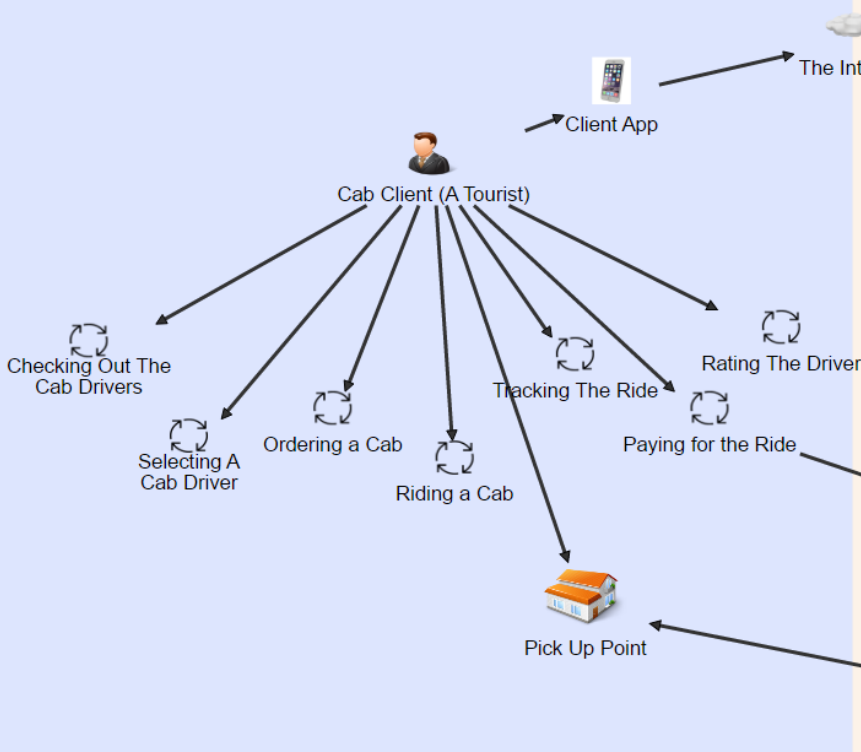 The Int
Client App
Cab Client (A Tourist)
Checking Out The
Cab Drivers
Rating The Driver
Tracking The Ride
Selecting A
Cab Driver
Ordering a Cab
Paying for the Ride
Riding a Cab
Pick Up Point